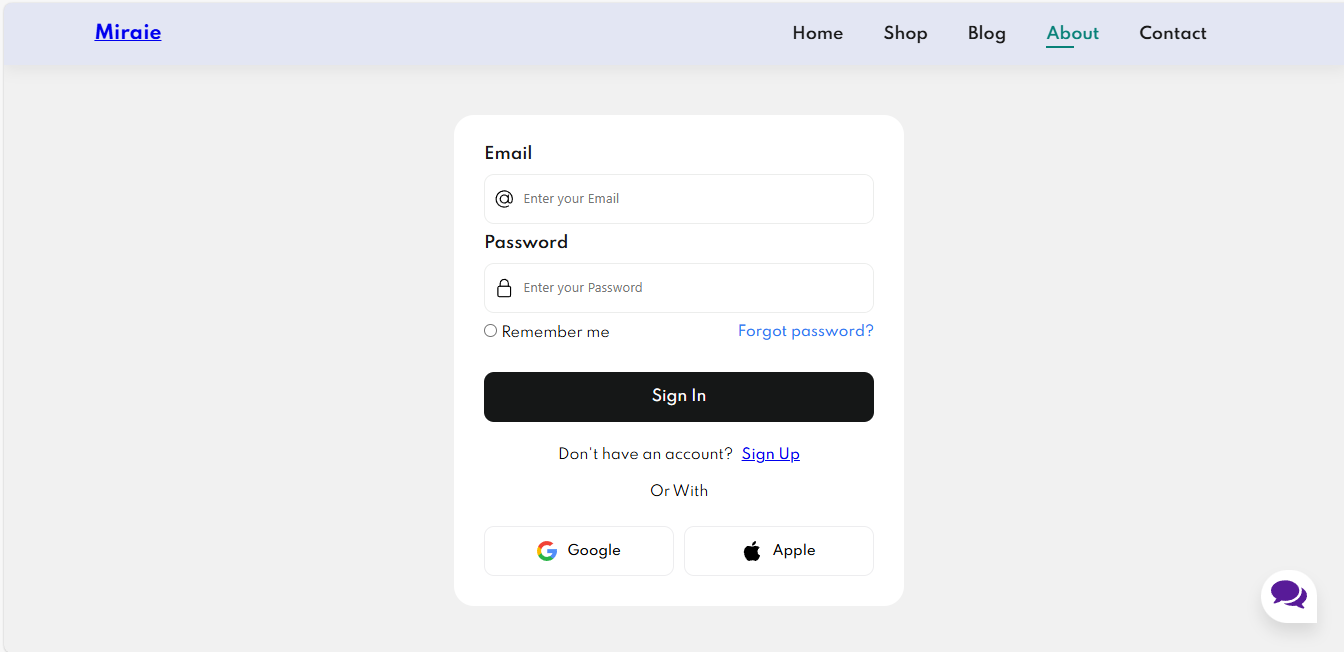 Miraie Home Shop Blog About Contact
Email
Enter your Email
Password
Enter your Password
Remember me Forgot password?
Sign In
Don't have an account? Sign Up
Or With
Google Apple